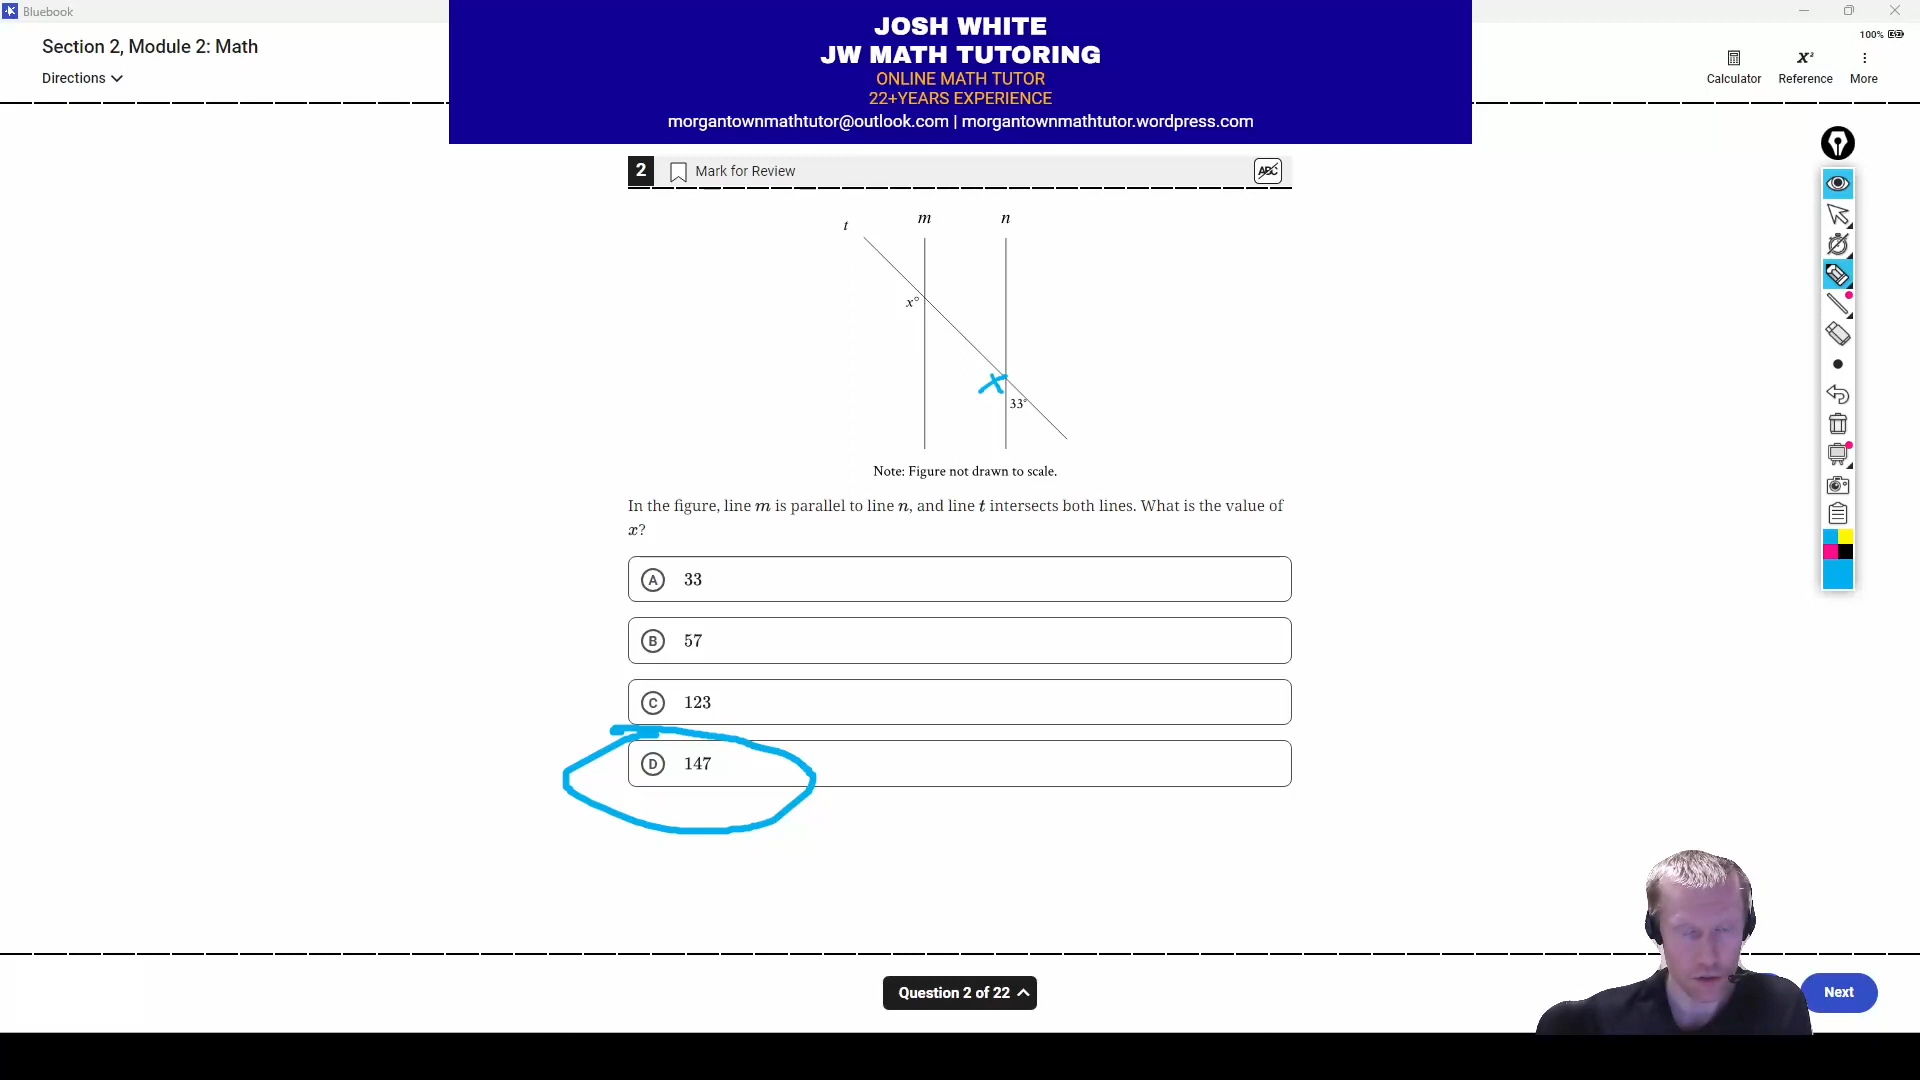 Bluebook
Section 2, Module 2: Math
Directions
JOSH WHITE
JW MATH TUTORING
ONLINE MATH TUTOR
22+YEARS EXPERIENCE
morgantownmathtutor@outlook.com | morgantownmathtutor.wordpress.com
100%
Calculator
x² Reference
More
2 Mark for Review ABC
t m n
x°
x
33°
Note: Figure not drawn to scale.
In the figure, line m is parallel to line n, and line t intersects both lines. What is the value of
x?
A 33
B 57
C 123
D 147
Question 2 of 22
Next